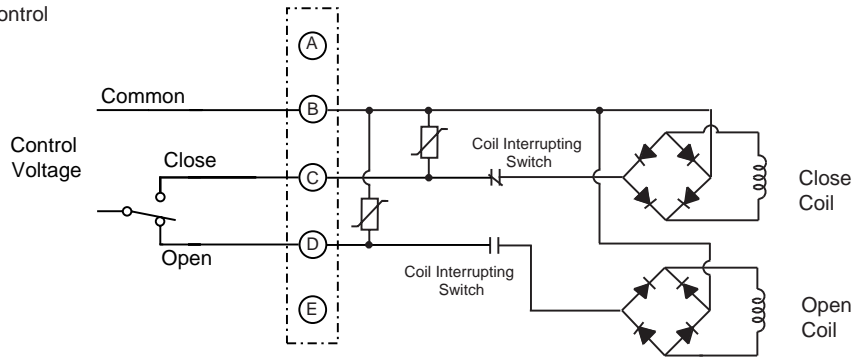 ontrol
A
Common
B
Control
Voltage
Close
C
Coil Interrupting
Switch
Close
Coil
D
Open
Coil Interrupting
Switch
E
Open
Coil